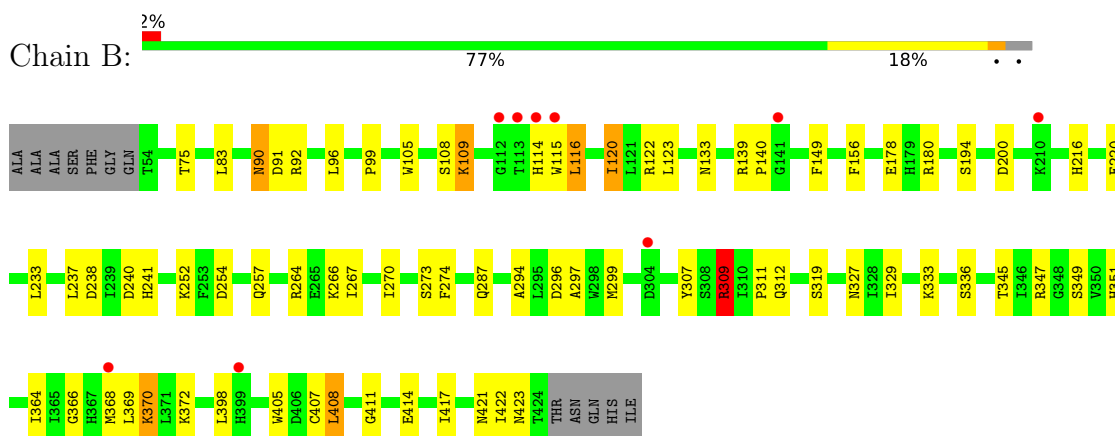 2%
Chain B:
77% 18% • •
ALA ALA ALA SER PHE GLY GLN T54 T75 L83 N90 D91 R92 L96 P99 W105 S108 K109 G112 T113 H114 W115 L116 I120 L121 R122 L123 N133 R139 P140 G141 F149 F156 E178 H179 R180 S194 D200 K210 H216
L233 L237 D238 I239 D240 H241 K252 F253 D254 Q257 R264 E265 K266 I267 I270 S273 F274 Q287 A294 L295 D296 A297 W298 M299 D304 Y307 S308 R309 I310 P311 Q312 S319 N327 I328 I329 K333 S336 T345 I346 R347 G348 S349 V350 H351
I364 I365 G366 H367 M368 L369 K370 L371 K372 L398 H399 W405 D406 C407 L408 G411 E414 I417 N421 I422 N423 T424 THR ASN GLN HIS ILE